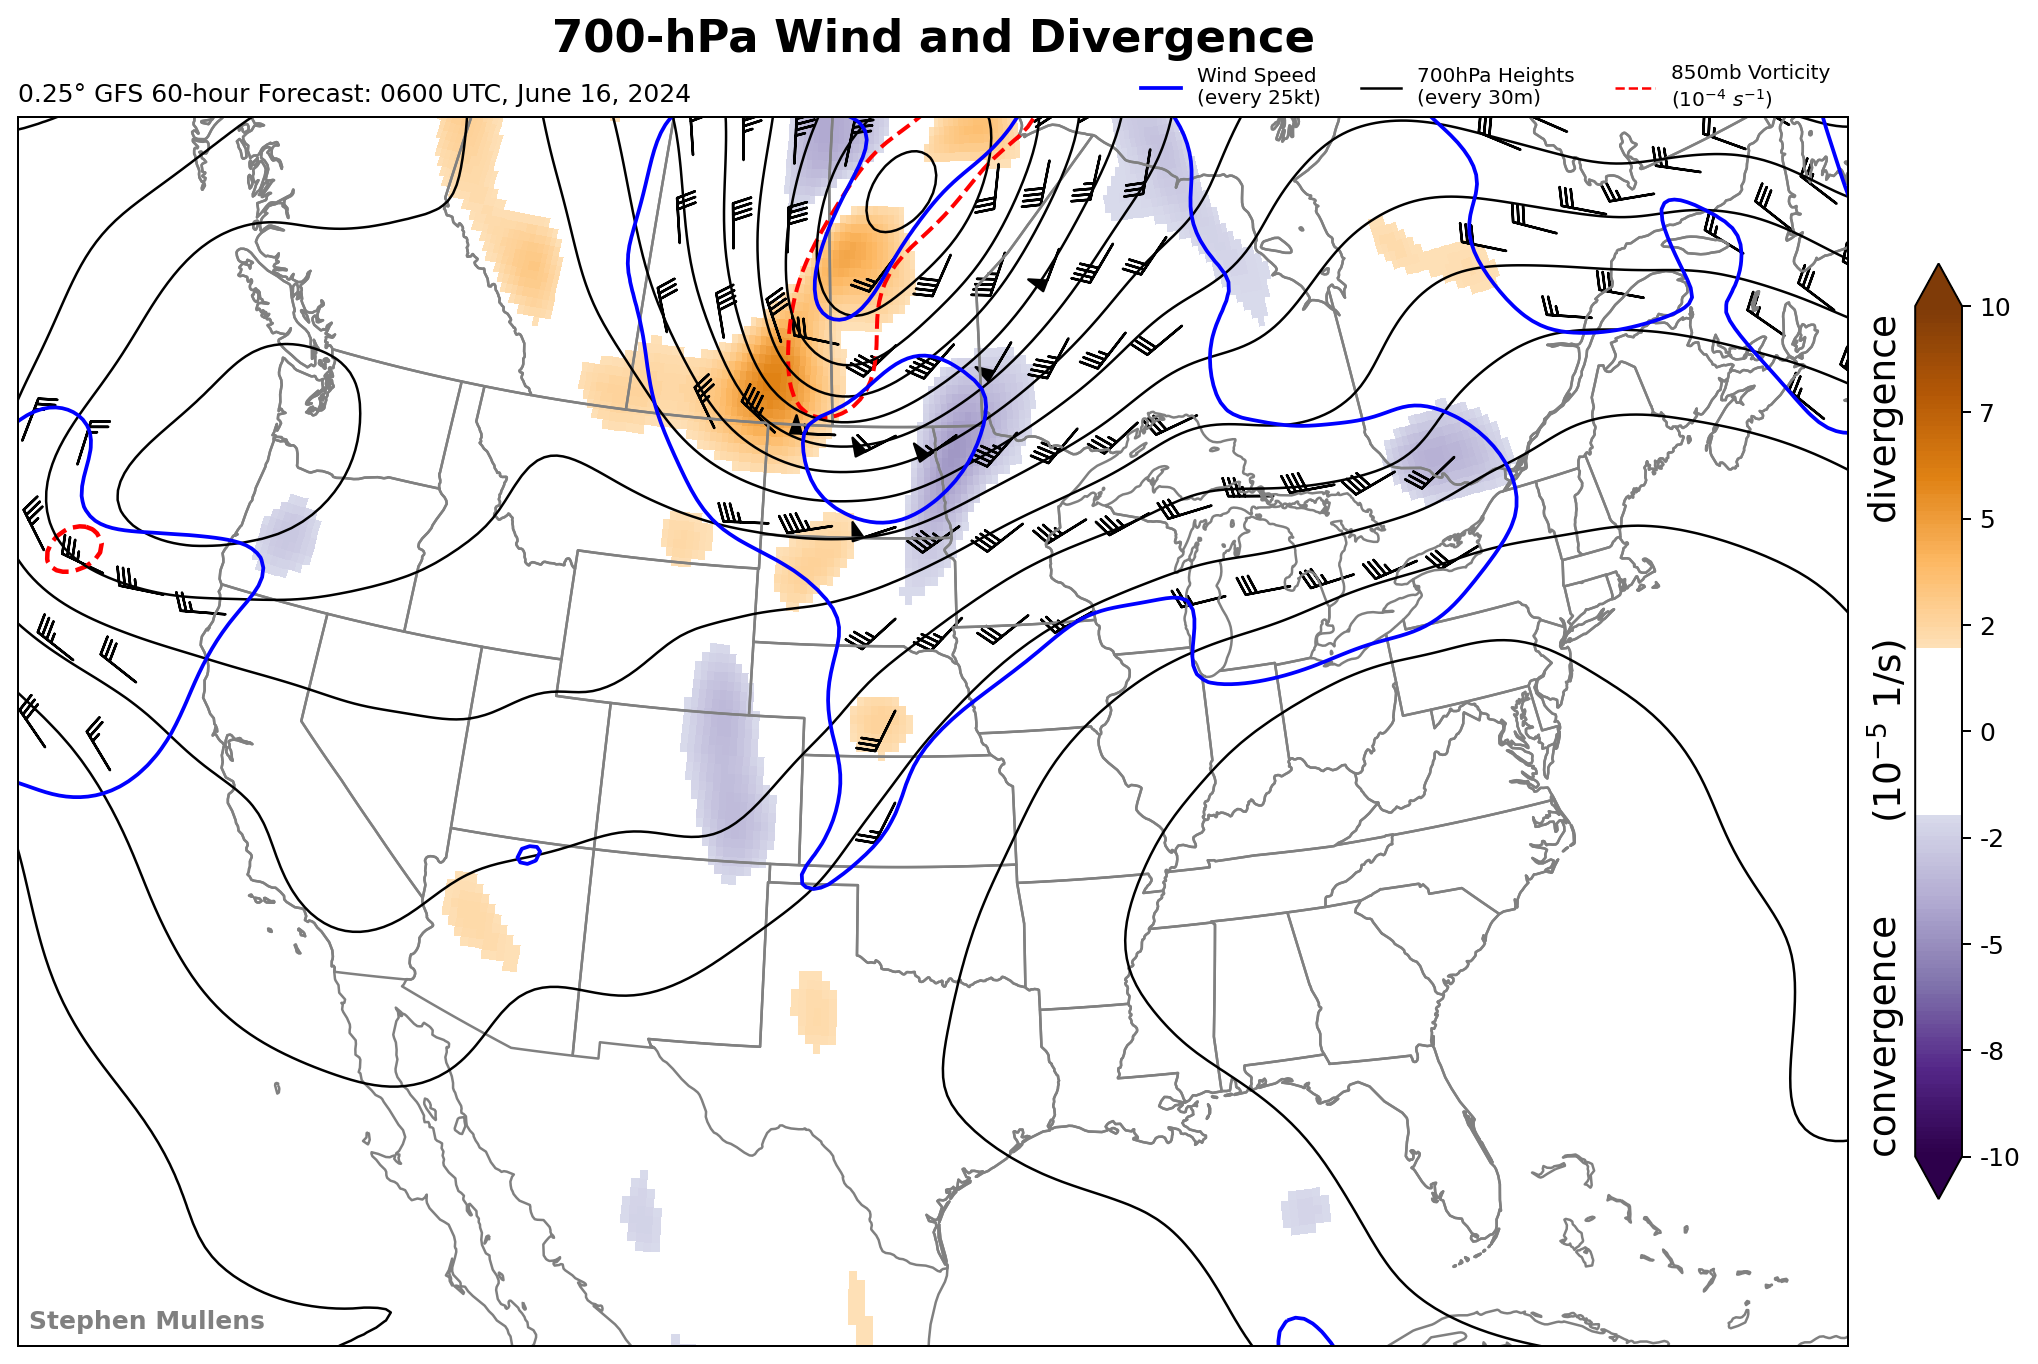 700-hPa Wind and Divergence
0.25° GFS 60-hour Forecast: 0600 UTC, June 16, 2024
Wind Speed
(every 25kt)
700hPa Heights
(every 30m)
850mb Vorticity
(10⁻⁴ s⁻¹)
10
7
5
2
0
-2
-5
-8
-10
convergence (10⁻⁵ 1/s) divergence
Stephen Mullens